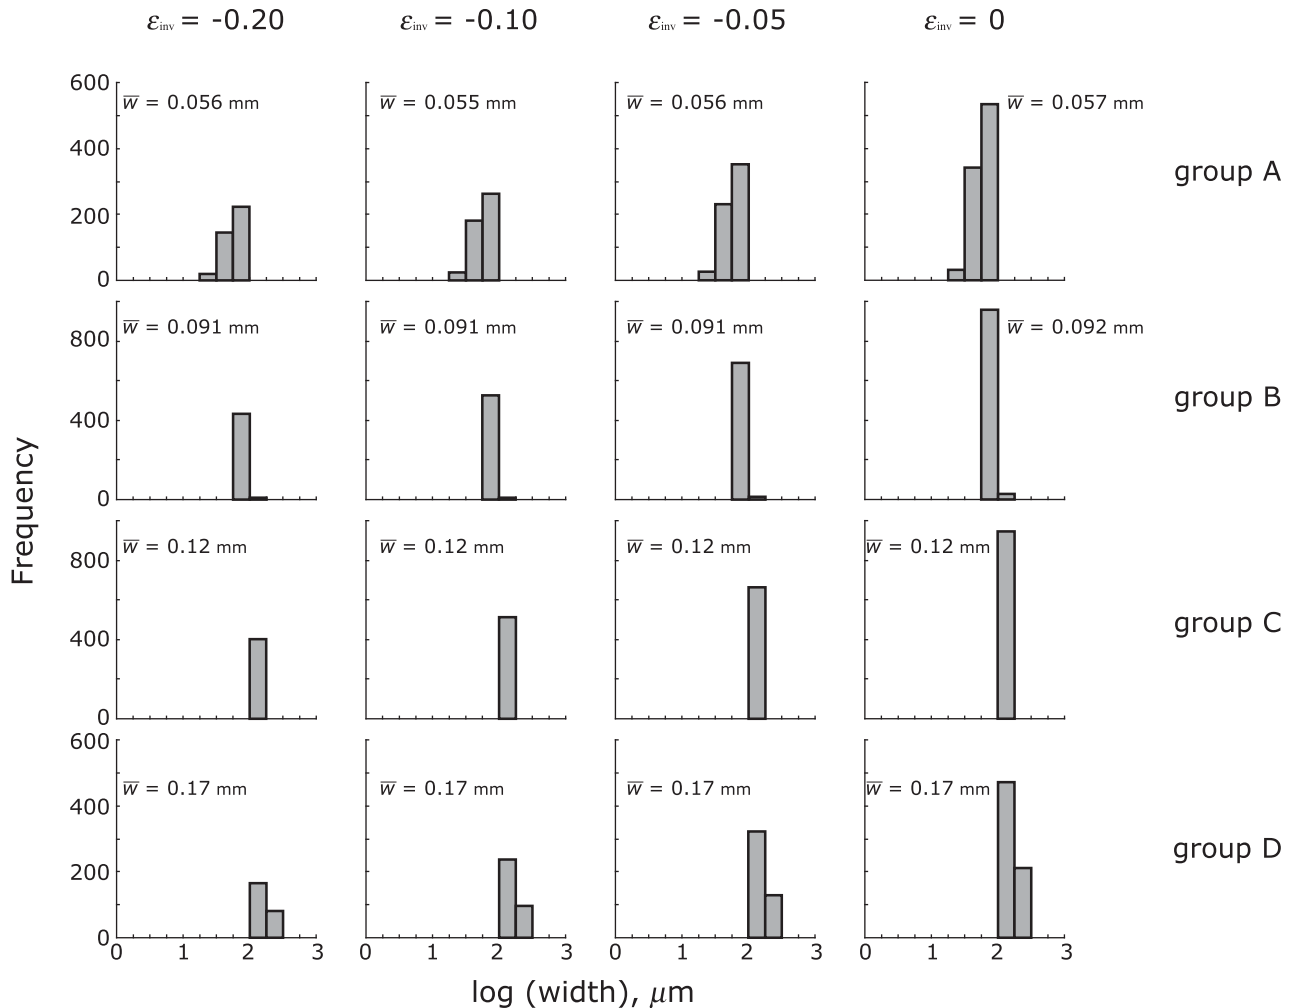 εinv = -0.20 εinv = -0.10 εinv = -0.05 εinv = 0
600
400
200
0
w̅ = 0.056 mm w̅ = 0.055 mm w̅ = 0.056 mm w̅ = 0.057 mm
group A
800
400
0
w̅ = 0.091 mm w̅ = 0.091 mm w̅ = 0.091 mm w̅ = 0.092 mm
group B
Frequency
800
400
0
w̅ = 0.12 mm w̅ = 0.12 mm w̅ = 0.12 mm w̅ = 0.12 mm
group C
600
400
200
0
w̅ = 0.17 mm w̅ = 0.17 mm w̅ = 0.17 mm w̅ = 0.17 mm
group D
0 1 2 3 0 1 2 3 0 1 2 3 0 1 2 3
log (width), μm